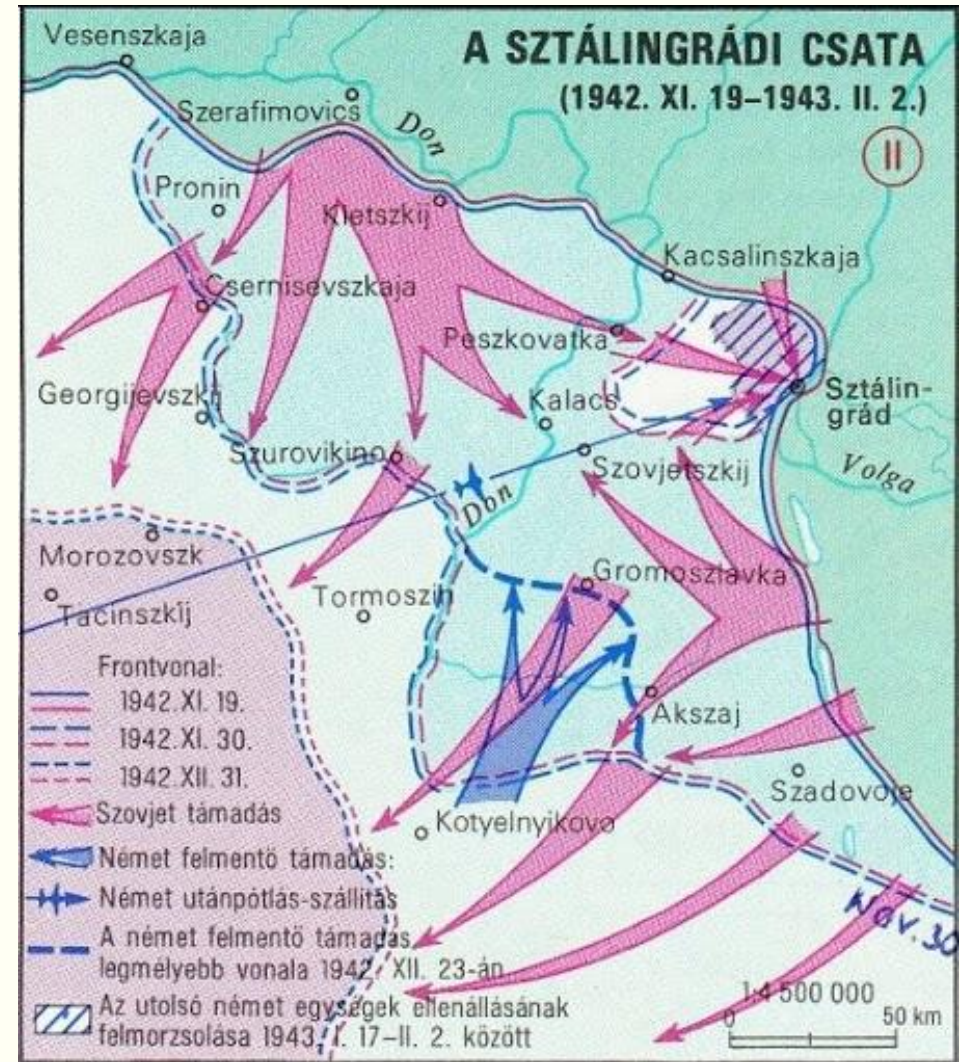 A SZTÁLINGRÁDI CSATA
(1942. XI. 19–1943. II. 2.)
II
Vesenszkaja
Szerafimovics
Don
Pronin
Kletszkij
Kacsalinszkaja
Csernisevszkaja
Peszkovatka
Georgijevszkij
Kalacs
Sztálin-
grád
Szurovikino
Szovjetszkij
Volga
Don
Morozovszk
Gromoszlavka
Tacinszkij
Tormoszin
Akszaj
Szadovoje
Kotyelnyikovo
Nov. 30
Frontvonal:
1942. XI. 19.
1942. XI. 30.
1942. XII. 31.
Szovjet támadás
Német felmentő támadás:
Német utánpótlás-szállítás
A német felmentő támadás
legmélyebb vonala 1942. XII. 23-án
Az utolsó német egységek ellenállásának
felmorzsolása 1943. I. 17–II. 2. között
1:4 500 000
0 50 km